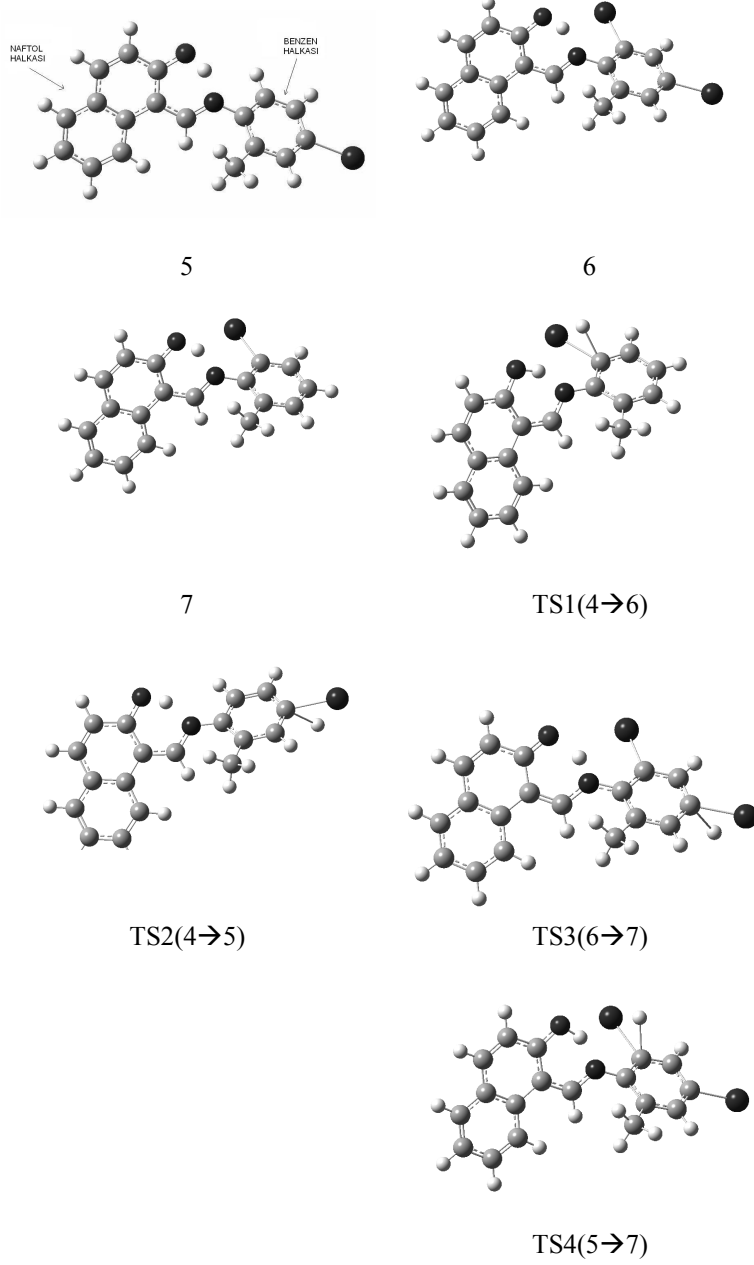 NAFTOL
HALKASI
BENZEN
HALKASI
5
6
7
TS1(4→6)
TS2(4→5)
TS3(6→7)
TS4(5→7)